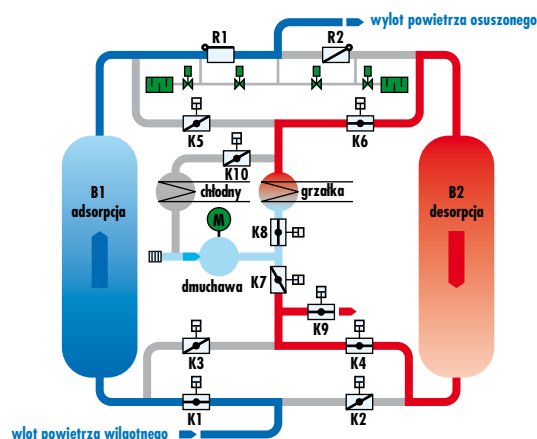 wylot powietrza osuszonego
R1
R2
K5
K6
K10
B1
adsorpcja
chłodny
grzałka
B2
desorpcja
M
K8
dmuchawa
K7
K9
K3
K4
K1
K2
wlot powietrza wilgotnego